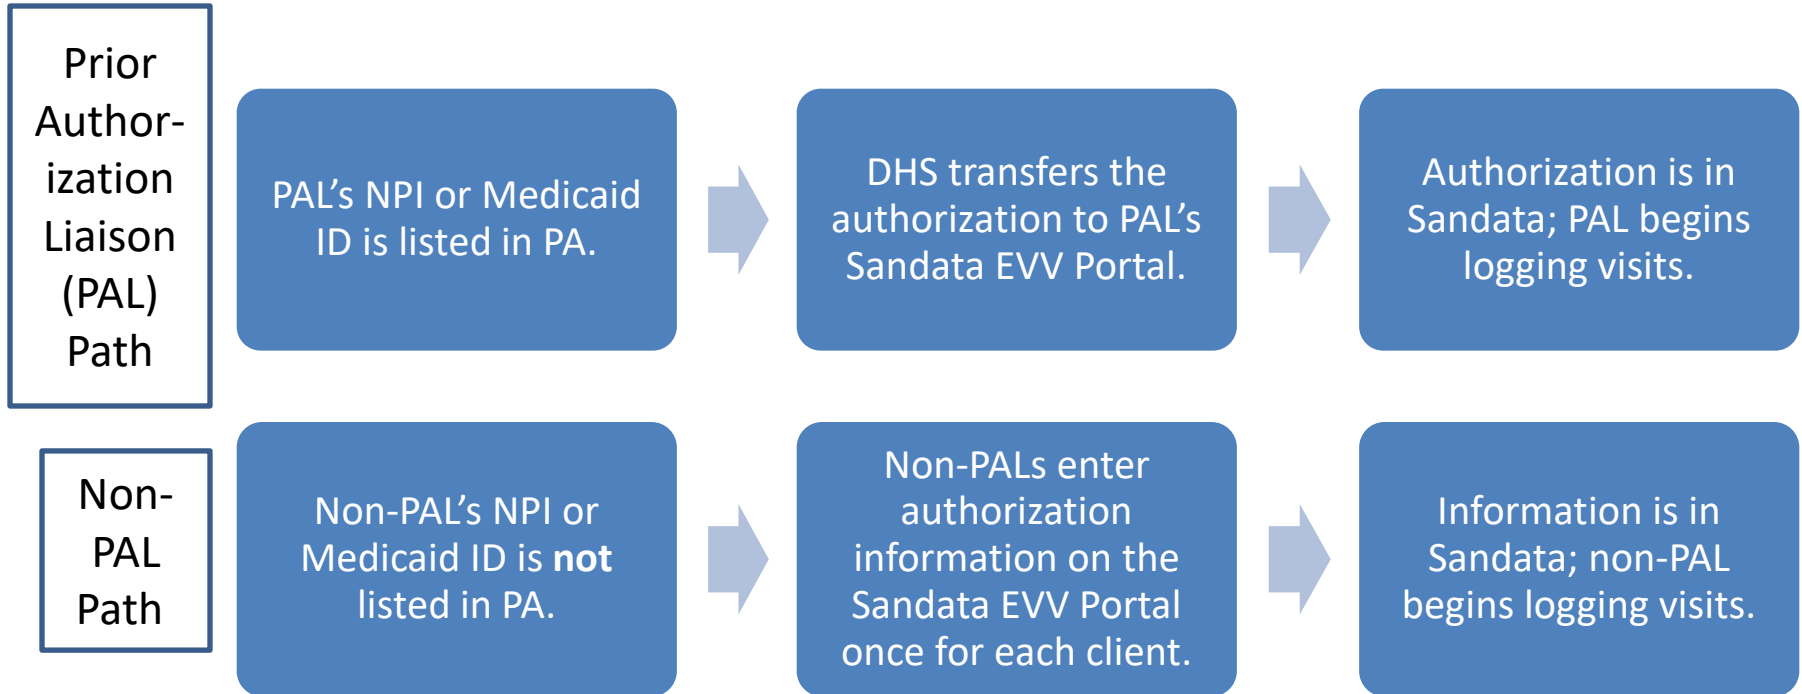 Prior
Author-
ization
Liaison
(PAL)
Path
PAL’s NPI or Medicaid
ID is listed in PA.
DHS transfers the
authorization to PAL’s
Sandata EVV Portal.
Authorization is in
Sandata; PAL begins
logging visits.
Non-
PAL
Path
Non-PAL’s NPI or
Medicaid ID is not
listed in PA.
Non-PALs enter
authorization
information on the
Sandata EVV Portal
once for each client.
Information is in
Sandata; non-PAL
begins logging visits.